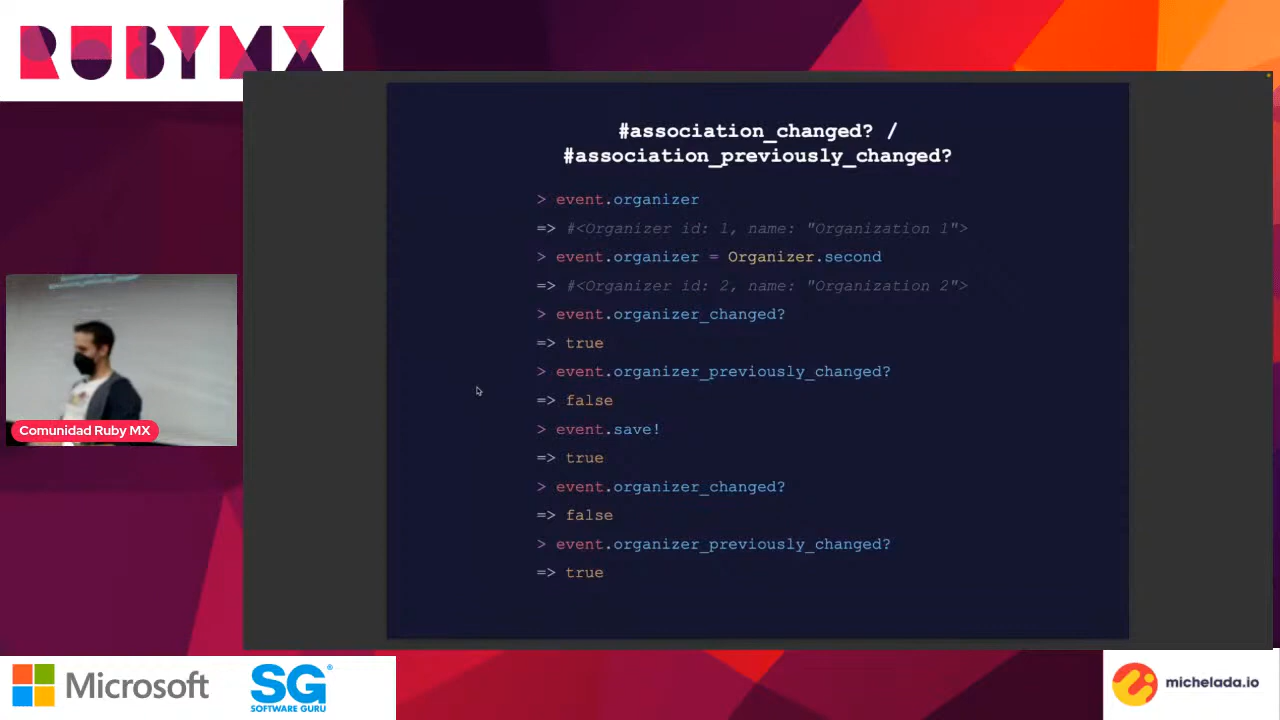 RUBYMX
#association_changed? /
#association_previously_changed?
> event.organizer
=> #<Organizer id: 1, name: "Organization 1">
> event.organizer = Organizer.second
=> #<Organizer id: 2, name: "Organization 2">
> event.organizer_changed?
=> true
> event.organizer_previously_changed?
=> false
> event.save!
=> true
> event.organizer_changed?
=> false
> event.organizer_previously_changed?
=> true
Comunidad Ruby MX
Microsoft
SG®
SOFTWARE GURU
michelada.io